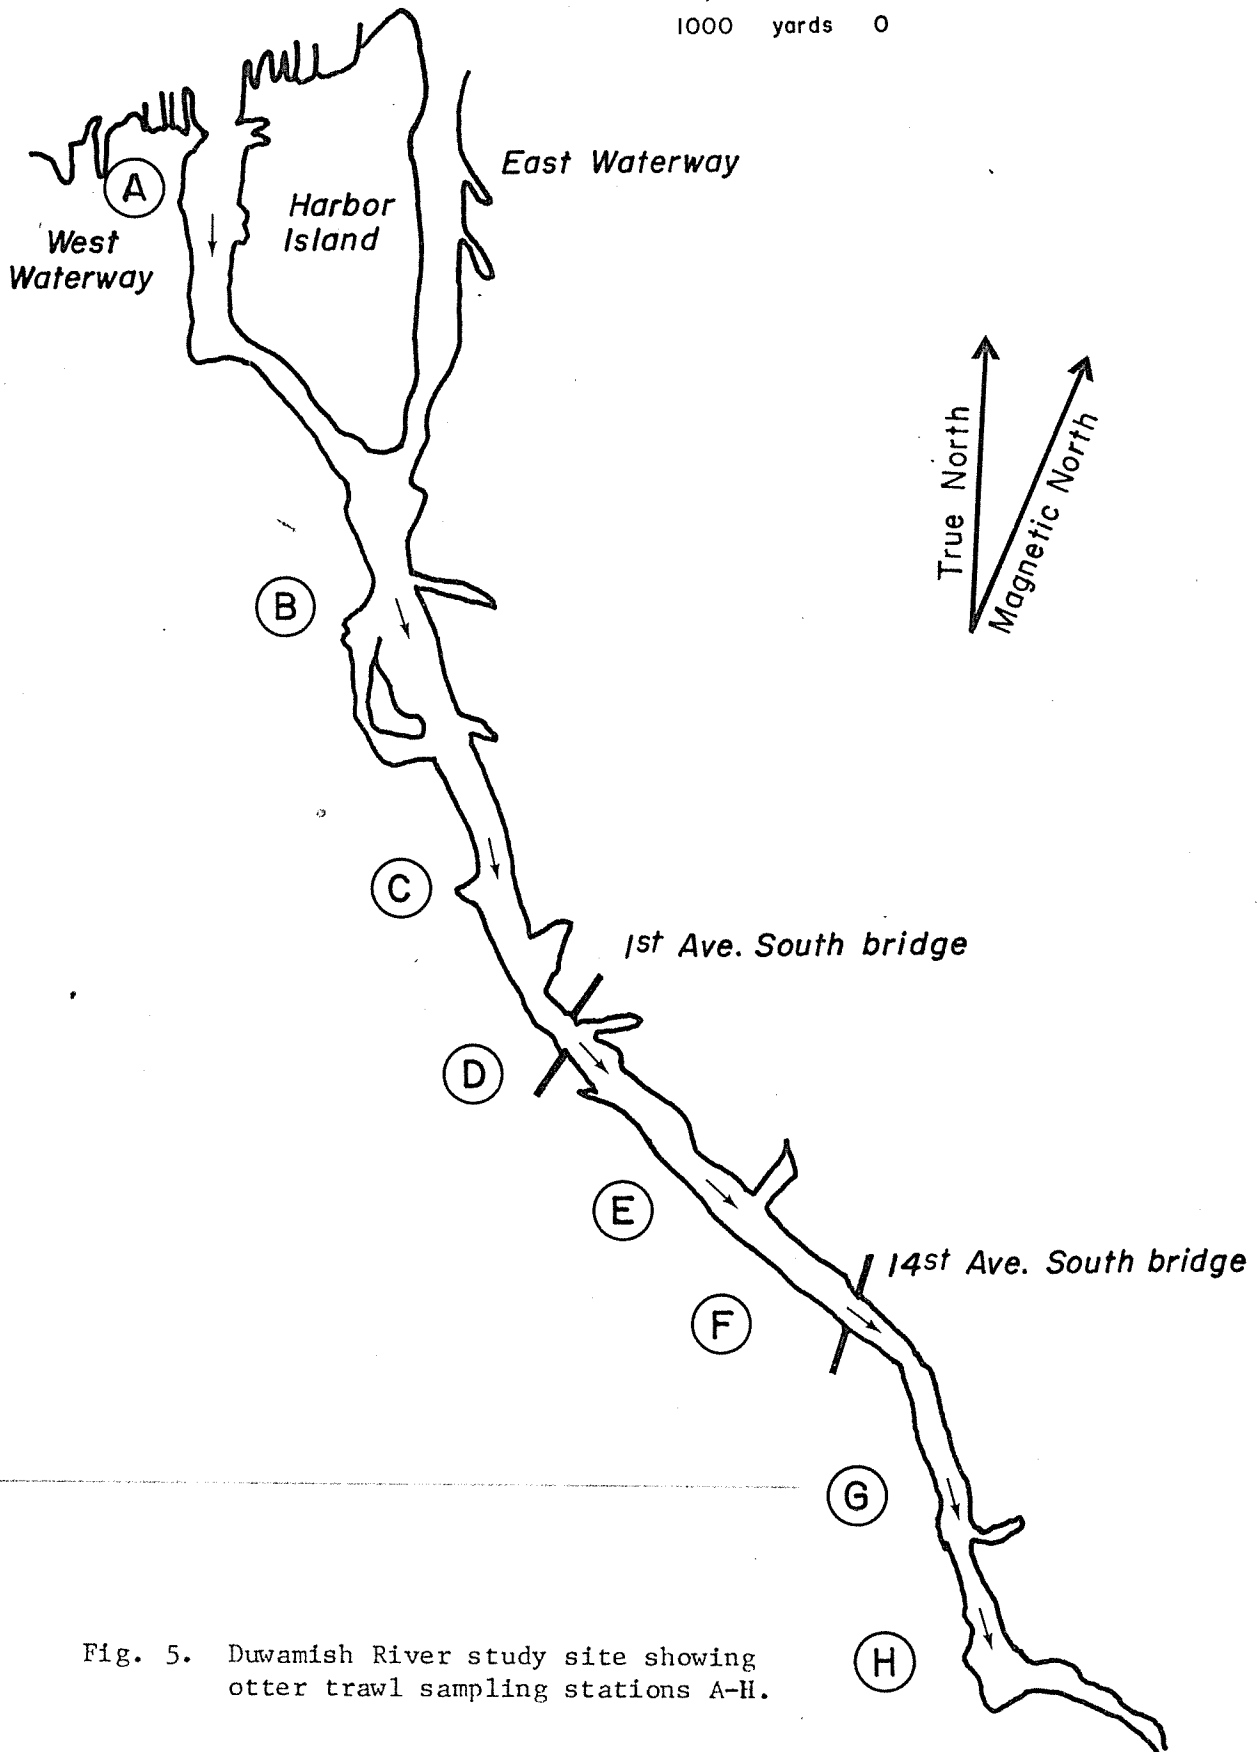 1000 yards 0
East Waterway
A
Harbor
Island
West
Waterway
True North
Magnetic North
B
C
1st Ave. South bridge
D
E
14st Ave. South bridge
F
G
H
Fig. 5. Duwamish River study site showing
otter trawl sampling stations A-H.